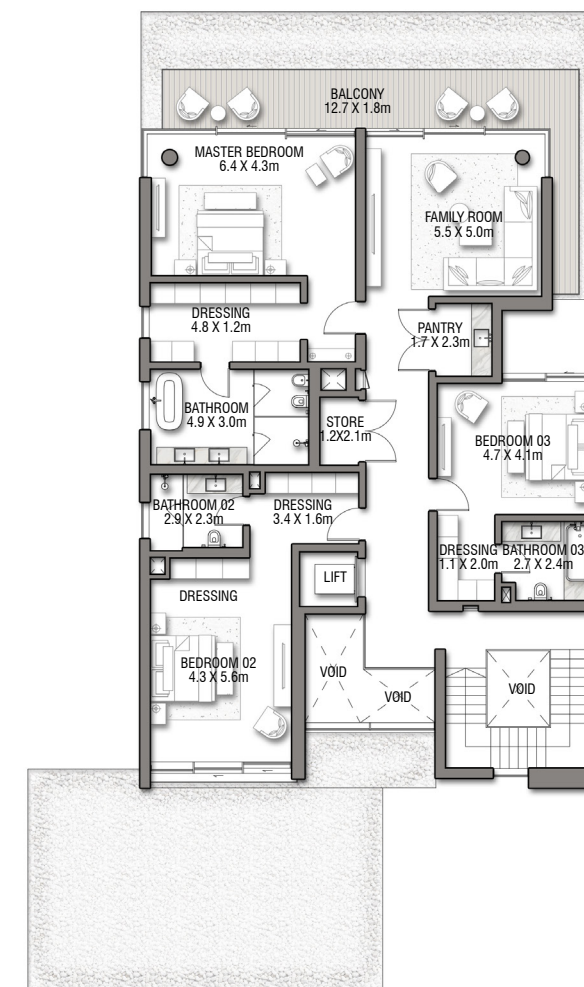 BALCONY
12.7 X 1.8m
MASTER BEDROOM
6.4 X 4.3m
FAMILY ROOM
5.5 X 5.0m
DRESSING
4.8 X 1.2m
PANTRY
1.7 X 2.3m
BATHROOM
4.9 X 3.0m
STORE
1.2X2.1m
BEDROOM 03
4.7 X 4.1m
BATHROOM 02
2.9 X 2.3m
DRESSING
3.4 X 1.6m
DRESSING
1.1 X 2.0m
BATHROOM 03
2.7 X 2.4m
LIFT
DRESSING
BEDROOM 02
4.3 X 5.6m
VOID
VOID
VOID